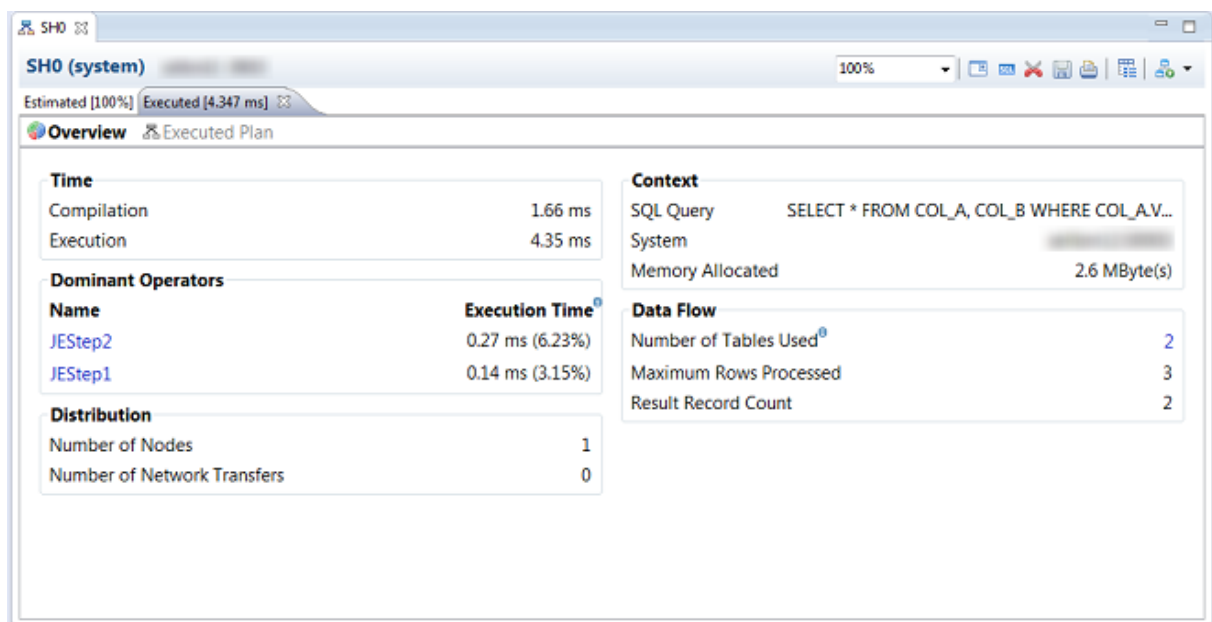 SH0
SH0 (system)
100%
Estimated [100%] Executed [4.347 ms]
Overview Executed Plan
Time
Compilation 1.66 ms
Execution 4.35 ms
Dominant Operators
Name Execution Time
JEStep2 0.27 ms (6.23%)
JEStep1 0.14 ms (3.15%)
Distribution
Number of Nodes 1
Number of Network Transfers 0
Context
SQL Query SELECT * FROM COL_A, COL_B WHERE COL_A.V...
System
Memory Allocated 2.6 MByte(s)
Data Flow
Number of Tables Used 2
Maximum Rows Processed 3
Result Record Count 2